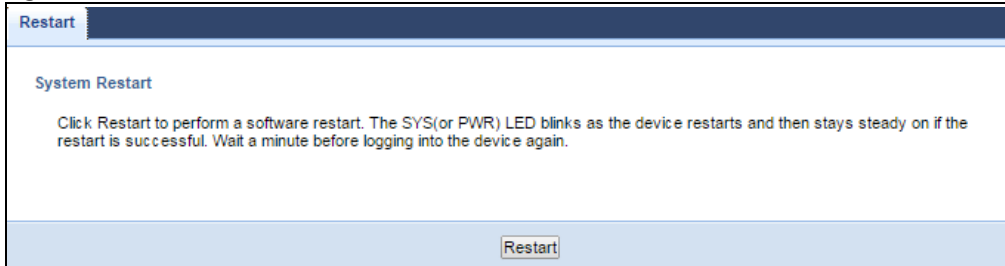 Restart
System Restart
Click Restart to perform a software restart. The SYS(or PWR) LED blinks as the device restarts and then stays steady on if the
restart is successful. Wait a minute before logging into the device again.
Restart